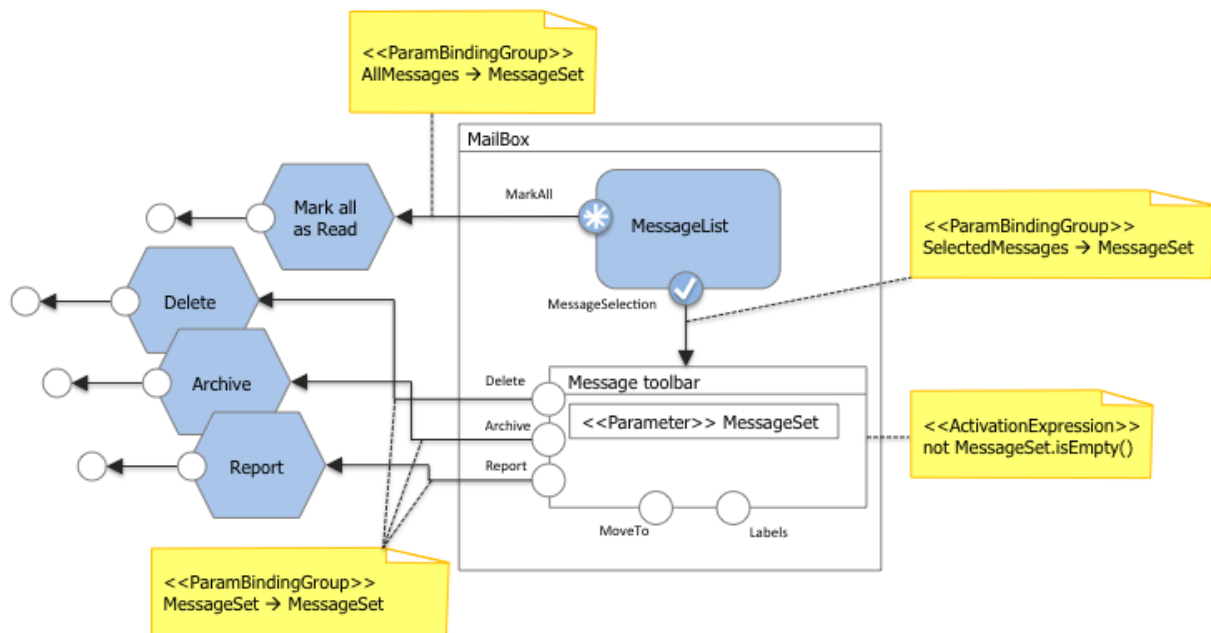 <<ParamBindingGroup>>
AllMessages → MessageSet
MailBox
MarkAll
Mark all
as Read
MessageList
<<ParamBindingGroup>>
SelectedMessages → MessageSet
MessageSelection
Delete
Delete
Message toolbar
Archive
Archive
<<Parameter>> MessageSet
<<ActivationExpression>>
not MessageSet.isEmpty()
Report
Report
MoveTo
Labels
<<ParamBindingGroup>>
MessageSet → MessageSet